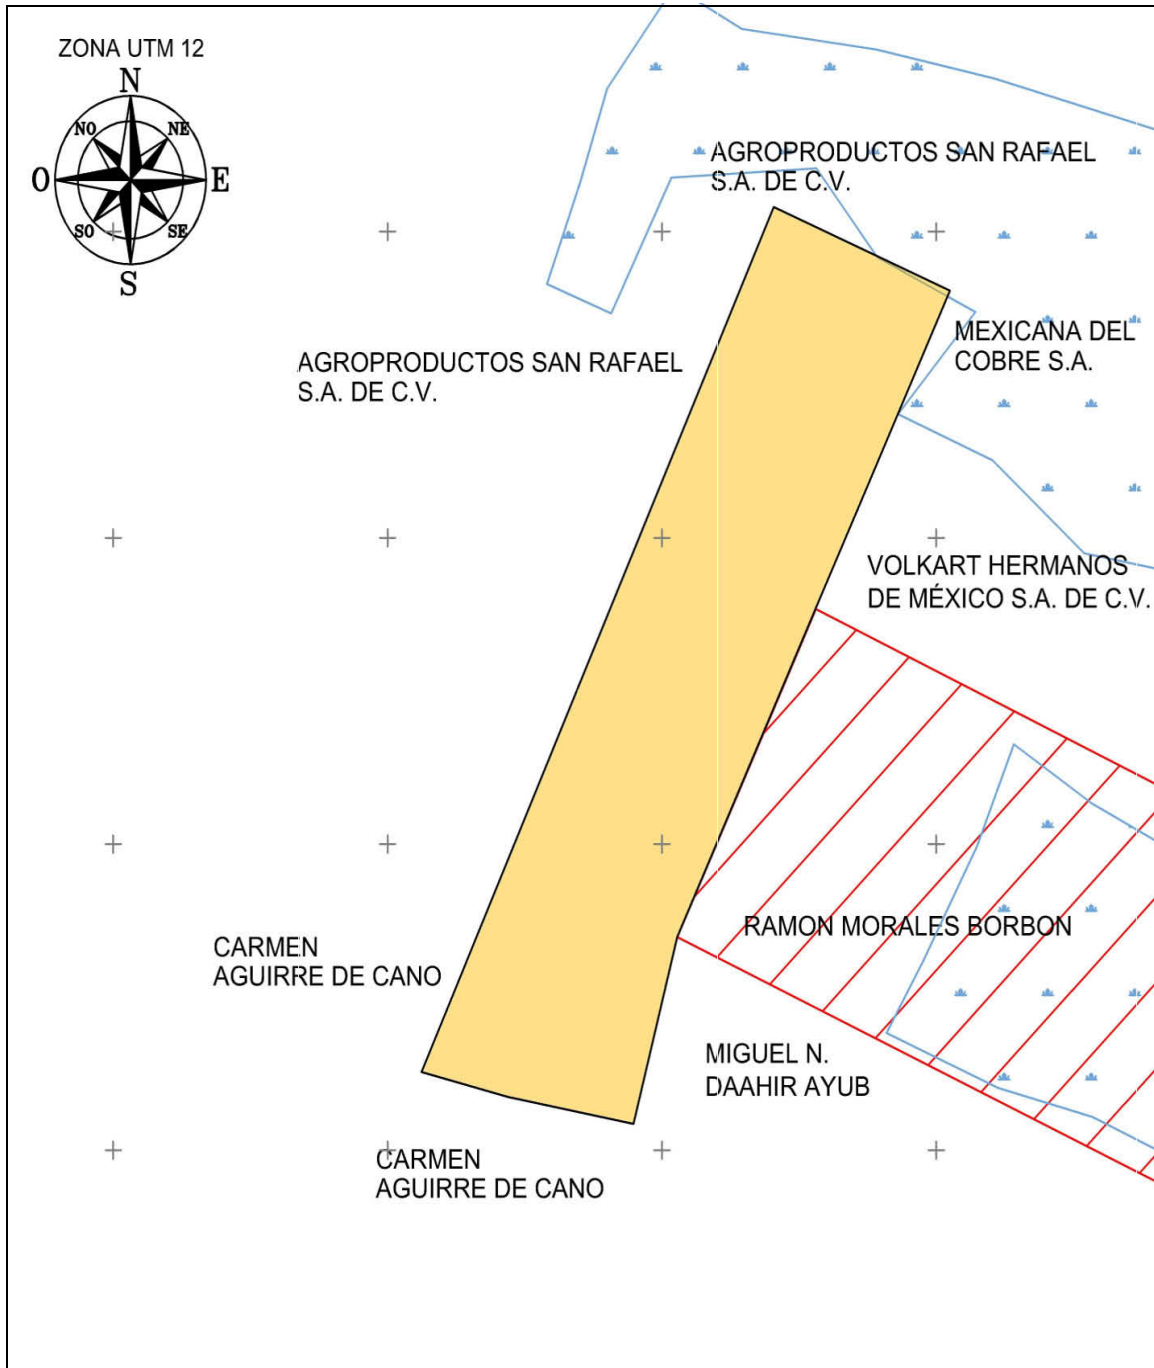 ZONA UTM 12
N
NO
NE
O
E
SO
SE
S
AGROPRODUCTOS SAN RAFAEL
S.A. DE C.V.
MEXICANA DEL
COBRE S.A.
AGROPRODUCTOS SAN RAFAEL
S.A. DE C.V.
VOLKART HERMANOS
DE MÉXICO S.A. DE C.V.
RAMON MORALES BORBON
CARMEN
AGUIRRE DE CANO
MIGUEL N.
DAAHIR AYUB
CARMEN
AGUIRRE DE CANO